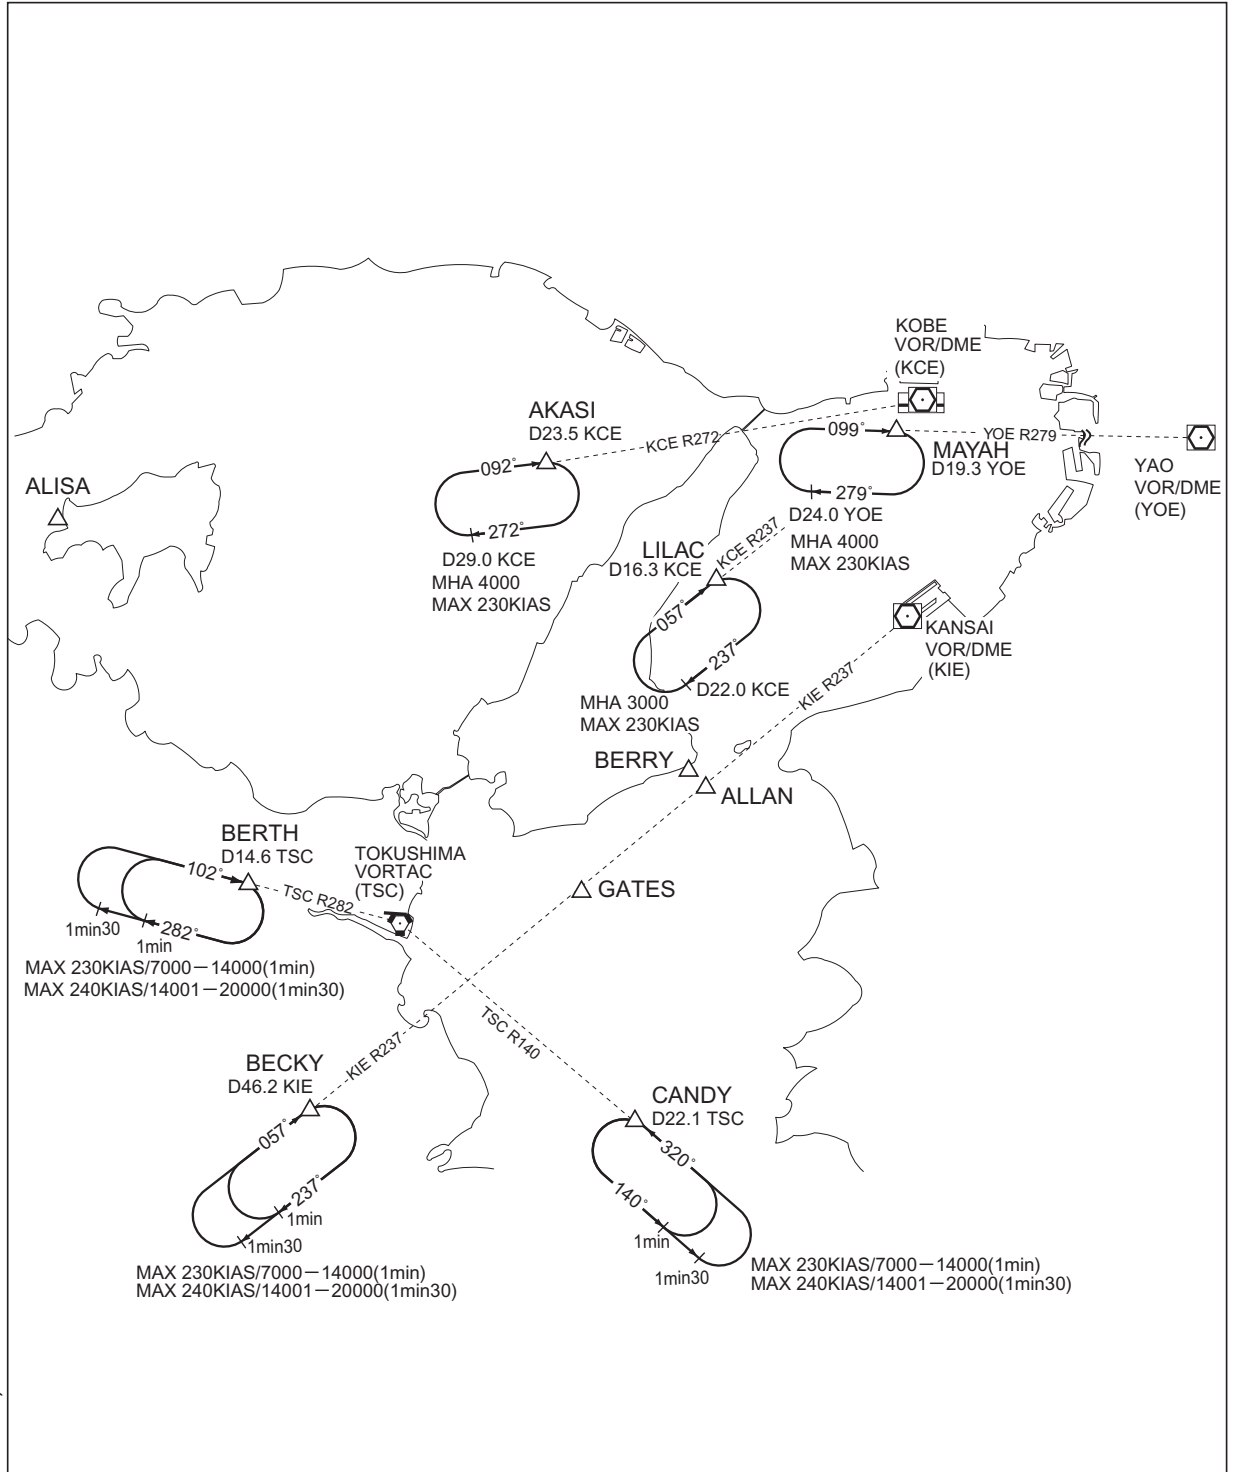 KOBE
VOR/DME
(KCE)
AKASI
D23.5 KCE
KCE R272
092°
272°
D29.0 KCE
MHA 4000
MAX 230KIAS
099°
YOE R279
MAYAH
D19.3 YOE
279°
D24.0 YOE
MHA 4000
MAX 230KIAS
YAO
VOR/DME
(YOE)
ALISA
LILAC
D16.3 KCE
KCE R237
057°
237°
D22.0 KCE
MHA 3000
MAX 230KIAS
KANSAI
VOR/DME
(KIE)
KIE R237
BERRY
ALLAN
GATES
BERTH
D14.6 TSC
102°
TSC R282
282°
1min30
1min
MAX 230KIAS/7000－14000(1min)
MAX 240KIAS/14001－20000(1min30)
TOKUSHIMA
VORTAC
(TSC)
TSC R140
KIE R237
BECKY
D46.2 KIE
057°
237°
1min
1min30
MAX 230KIAS/7000－14000(1min)
MAX 240KIAS/14001－20000(1min30)
CANDY
D22.1 TSC
320°
140°
1min
1min30
MAX 230KIAS/7000－14000(1min)
MAX 240KIAS/14001－20000(1min30)